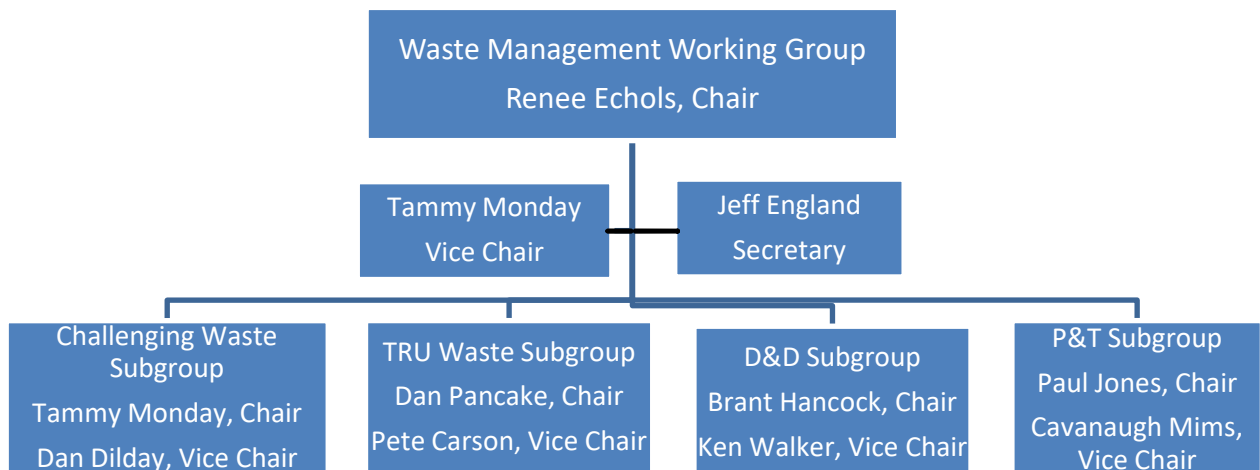 Waste Management Working Group
Renee Echols, Chair
Tammy Monday
Vice Chair
Jeff England
Secretary
Challenging Waste
Subgroup
Tammy Monday, Chair
Dan Dilday, Vice Chair
TRU Waste Subgroup
Dan Pancake, Chair
Pete Carson, Vice Chair
D&D Subgroup
Brant Hancock, Chair
Ken Walker, Vice Chair
P&T Subgroup
Paul Jones, Chair
Cavanaugh Mims,
Vice Chair